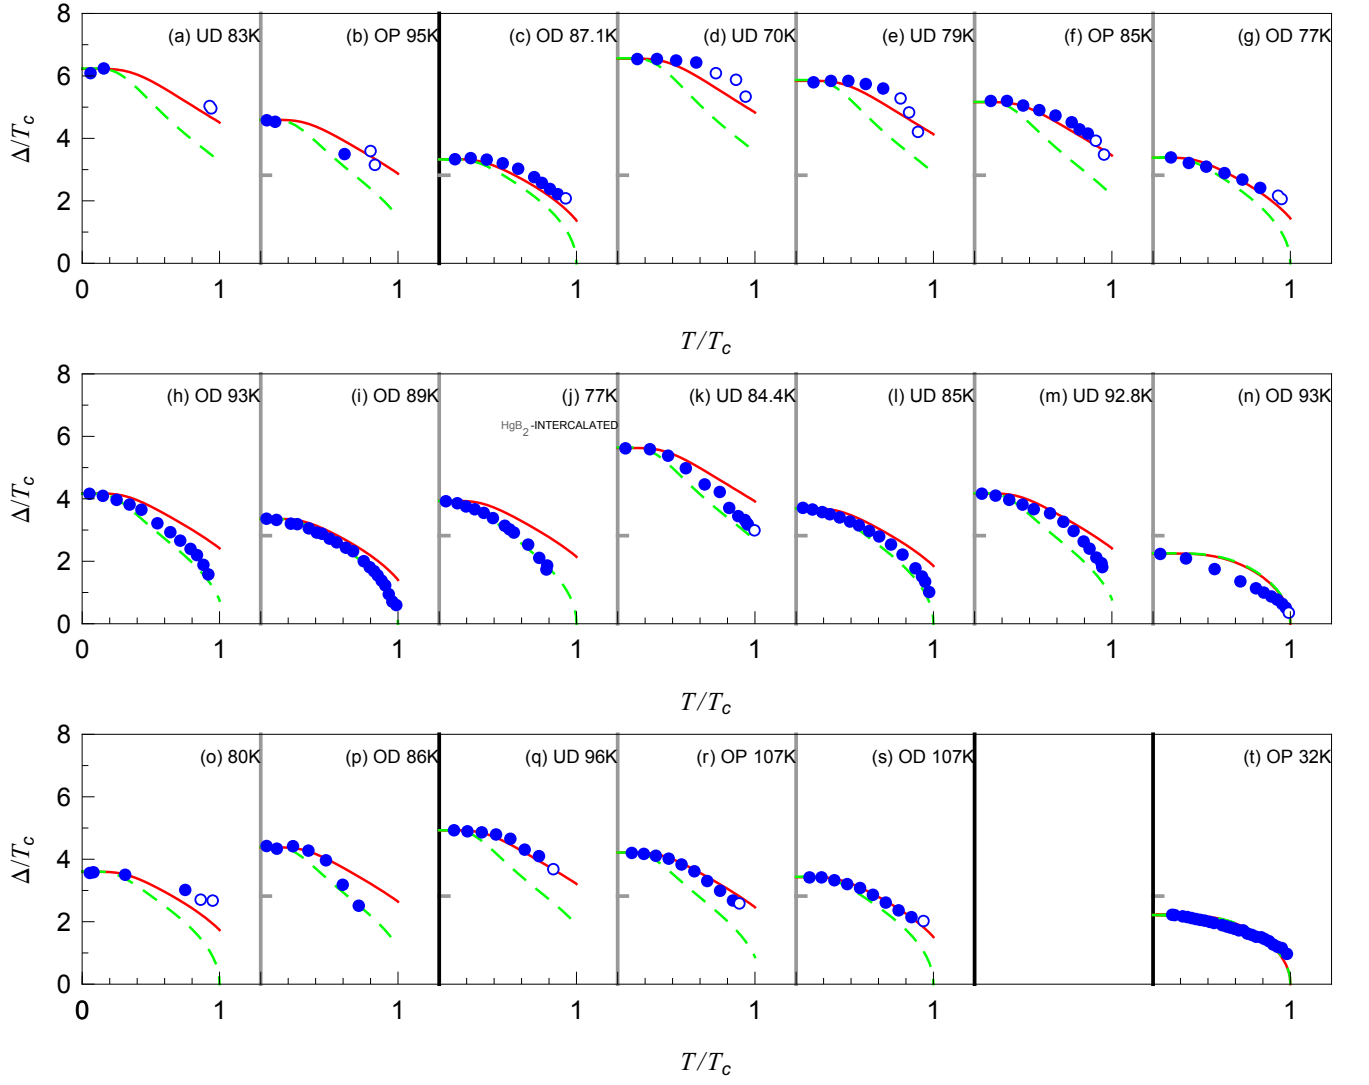 8
(a) UD 83K
(b) OP 95K
(c) OD 87.1K
(d) UD 70K
(e) UD 79K
(f) OP 85K
(g) OD 77K
6
4
2
0
Δ/Tc
0
1
1
1
1
1
1
1
T/Tc
8
(h) OD 93K
(i) OD 89K
(j) 77K
HgB2-INTERCALATED
(k) UD 84.4K
(l) UD 85K
(m) UD 92.8K
(n) OD 93K
6
4
2
0
Δ/Tc
0
1
1
1
1
1
1
1
T/Tc
8
(o) 80K
(p) OD 86K
(q) UD 96K
(r) OP 107K
(s) OD 107K
(t) OP 32K
6
4
2
0
Δ/Tc
0
1
1
1
1
1
1
T/Tc